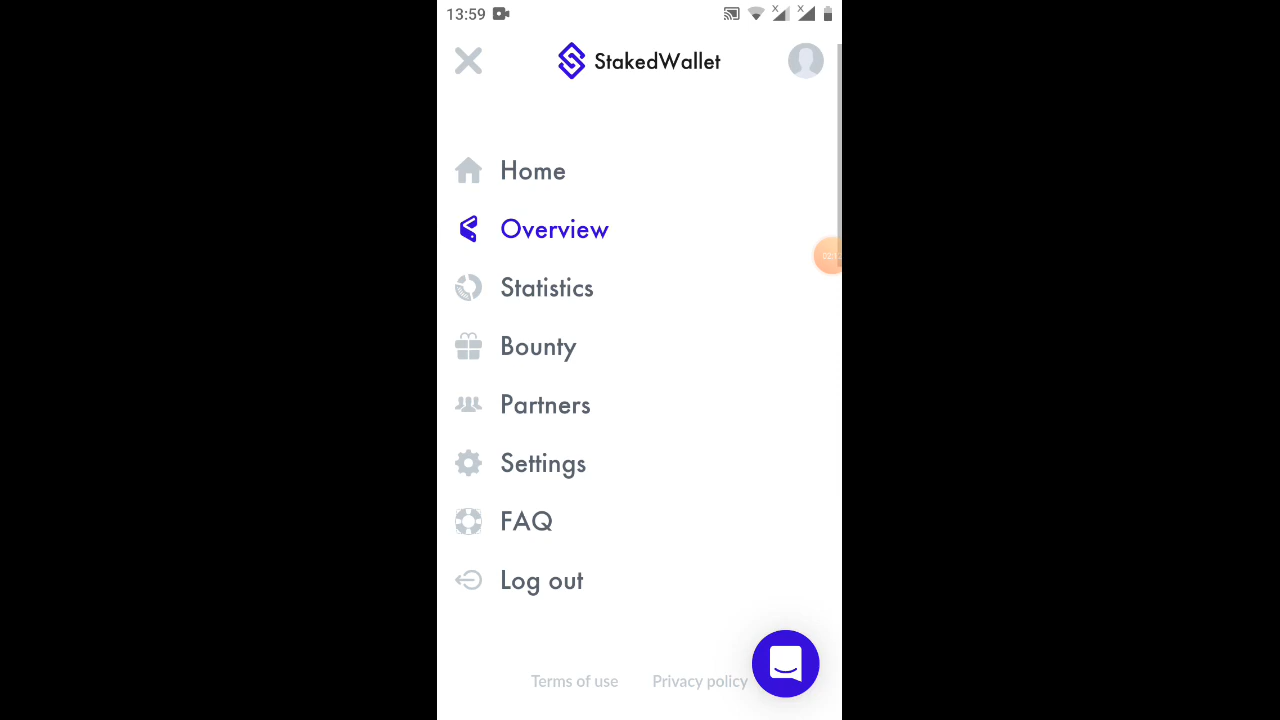 13:59
StakedWallet
Home
Overview
Statistics
Bounty
Partners
Settings
FAQ
Log out
Terms of use Privacy policy